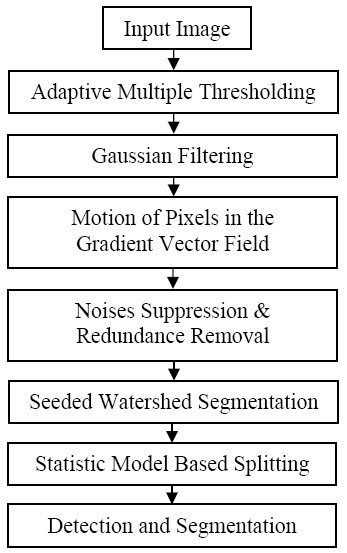 Input Image
Adaptive Multiple Thresholding
Gaussian Filtering
Motion of Pixels in the
Gradient Vector Field
Noises Suppression &
Redundance Removal
Seeded Watershed Segmentation
Statistic Model Based Splitting
Detection and Segmentation